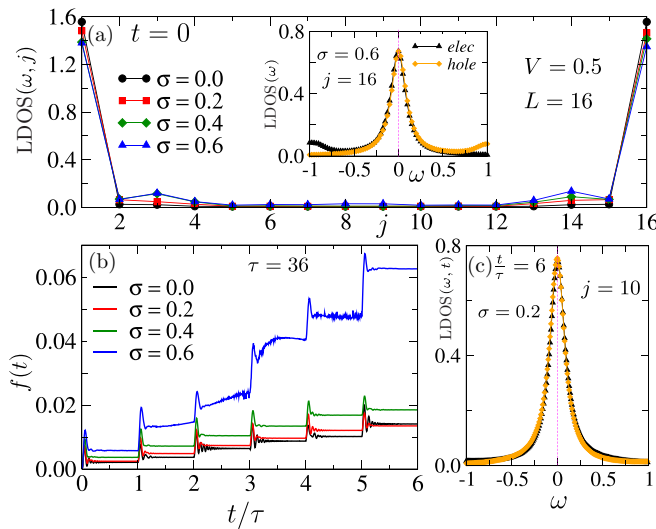 (a) t = 0
LDOS(ω, j)
1.6
1.2
0.8
0.4
0.0
σ = 0.0
σ = 0.2
σ = 0.4
σ = 0.6
LDOS(ω)
0.8
0.4
0.0
σ = 0.6
j = 16
elec
hole
-1 -0.5 0 0.5 1
ω
V = 0.5
L = 16
2 4 6 8 10 12 14 16
j
(b) τ = 36
f(t)
0.06
0.04
0.02
0.00
σ = 0.0
σ = 0.2
σ = 0.4
σ = 0.6
0 1 2 3 4 5 6
t/τ
(c) t/τ = 6
LDOS(ω, t)
0.8
0.4
0.0
j = 10
σ = 0.2
-1 -0.5 0 0.5 1
ω